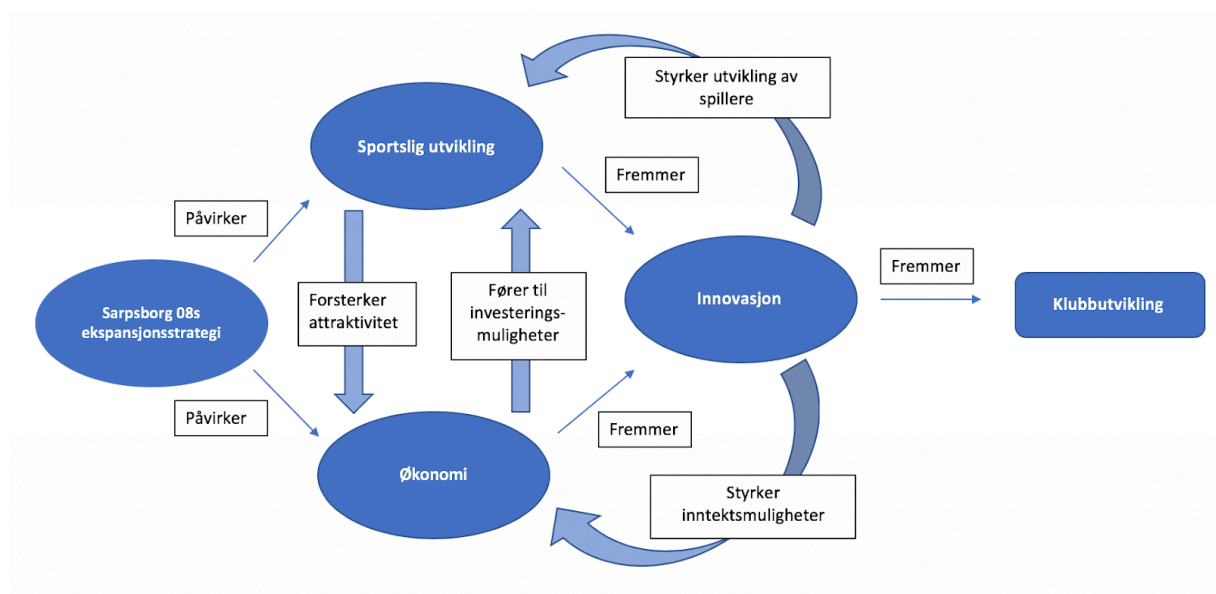 Styrker utvikling av
spillere
Sportslig utvikling
Fremmer
Påvirker
Fremmer
Sarpsborg 08s
ekspansjonsstrategi
Forsterker
attraktivitet
Fører til
investerings-
muligheter
Innovasjon
Klubbutvikling
Påvirker
Fremmer
Økonomi
Styrker
inntektsmuligheter